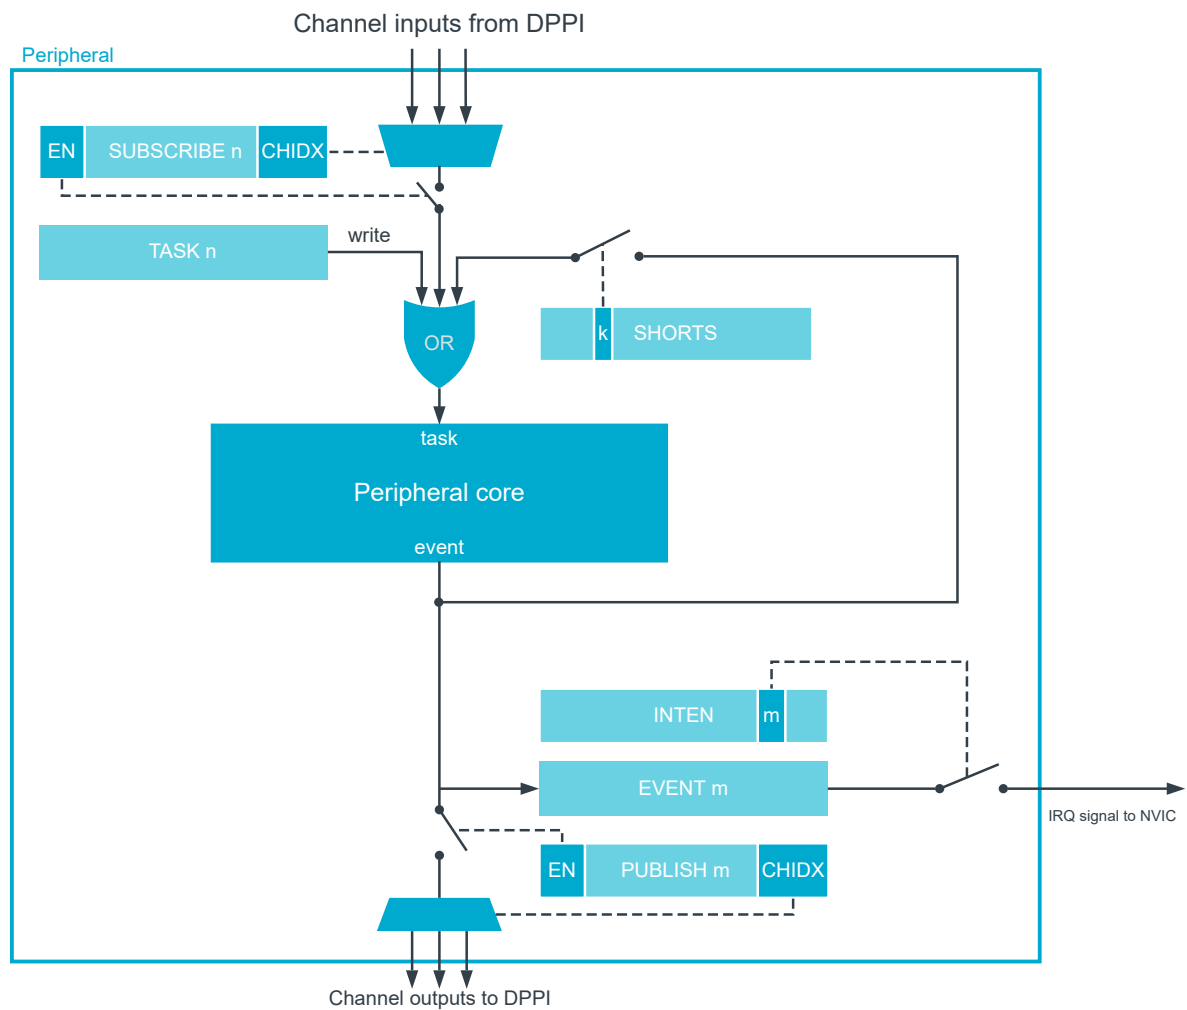 Channel inputs from DPPI
Peripheral
EN SUBSCRIBE n CHIDX
write
TASK n
k SHORTS
OR
task
Peripheral core
event
INTEN m
EVENT m
IRQ signal to NVIC
EN PUBLISH m CHIDX
Channel outputs to DPPI